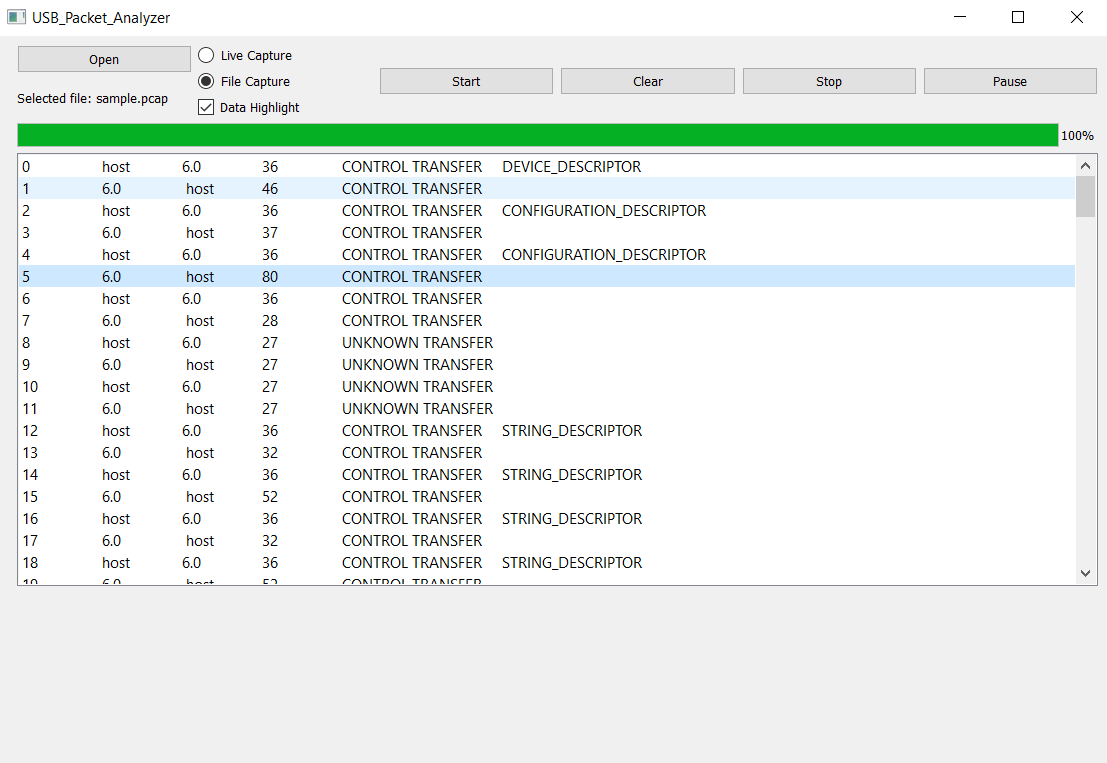 USB_Packet_Analyzer
Open
Live Capture
File Capture
Start Clear Stop Pause
Selected file: sample.pcap
Data Highlight
100%
0 host 6.0 36 CONTROL TRANSFER DEVICE_DESCRIPTOR
1 6.0 host 46 CONTROL TRANSFER
2 host 6.0 36 CONTROL TRANSFER CONFIGURATION_DESCRIPTOR
3 6.0 host 37 CONTROL TRANSFER
4 host 6.0 36 CONTROL TRANSFER CONFIGURATION_DESCRIPTOR
5 6.0 host 80 CONTROL TRANSFER
6 host 6.0 36 CONTROL TRANSFER
7 6.0 host 28 CONTROL TRANSFER
8 host 6.0 27 UNKNOWN TRANSFER
9 6.0 host 27 UNKNOWN TRANSFER
10 host 6.0 27 UNKNOWN TRANSFER
11 6.0 host 27 UNKNOWN TRANSFER
12 host 6.0 36 CONTROL TRANSFER STRING_DESCRIPTOR
13 6.0 host 32 CONTROL TRANSFER
14 host 6.0 36 CONTROL TRANSFER STRING_DESCRIPTOR
15 6.0 host 52 CONTROL TRANSFER
16 host 6.0 36 CONTROL TRANSFER STRING_DESCRIPTOR
17 6.0 host 32 CONTROL TRANSFER
18 host 6.0 36 CONTROL TRANSFER STRING_DESCRIPTOR
19 6.0 host 52 CONTROL TRANSFER